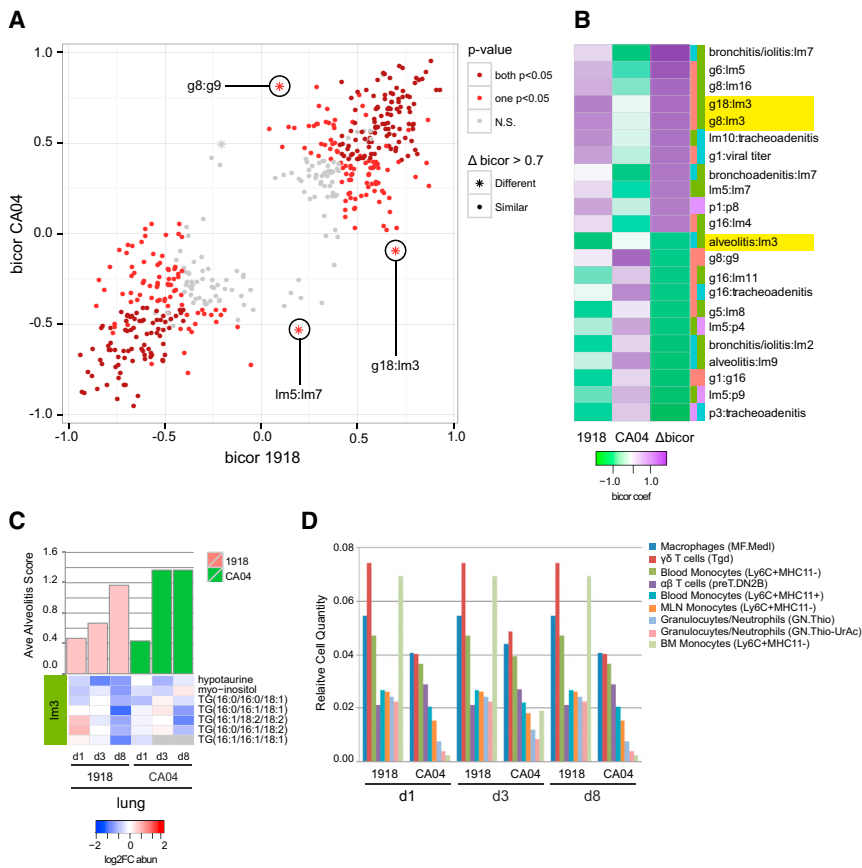 A
1.0
0.5
0.0
-0.5
-1.0
bicor CA04
-1.0
-0.5
0.0
0.5
1.0
bicor 1918
g8:g9
lm5:lm7
g18:lm3
p-value
both p<0.05
one p<0.05
N.S.
Δ bicor > 0.7
Different
Similar
B
bronchitis/iolitis:lm7
g6:lm5
g8:lm16
g18:lm3
g8:lm3
lm10:tracheoadenitis
g1:viral titer
bronchoadenitis:lm7
lm5:lm7
p1:p8
g16:lm4
alveolitis:lm3
g8:g9
g16:lm11
g16:tracheoadenitis
g5:lm8
lm5:p4
bronchitis/iolitis:lm2
alveolitis:lm9
g1:g16
lm5:p9
p3:tracheoadenitis
1918 CA04 Δbicor
-1.0 0.0 1.0
bicor coef
C
1.6
1.2
0.8
0.4
0.0
Ave Alveolitis Score
1918
CA04
lm3
hypotaurine
myo-inositol
TG(16:0/16:0/18:1)
TG(16:0/16:1/18:1)
TG(16:1/18:2/18:2)
TG(16:0/16:1/18:2)
TG(16:1/16:1/18:1)
d1 d3 d8 d1 d3 d8
1918 CA04
lung
-2 0 2
log2FC abun
D
0.08
0.06
0.04
0.02
0.00
Relaitve Cell Quantity
1918 CA04 1918 CA04 1918 CA04
d1 d3 d8
Macrophages (MF.Medl)
γδ T cells (Tgd)
Blood Monocytes (Ly6C+MHC11-)
αβ T cells (preT.DN2B)
Blood Monocytes (Ly6C+MHC11+)
MLN Monocytes (Ly6C+MHC11-)
Granulocuytes/Neutrophils (GN.Thio)
Granulocuytes/Neutrophils (GN.Thio-UrAc)
BM Monocytes (Ly6C+MHC11-)